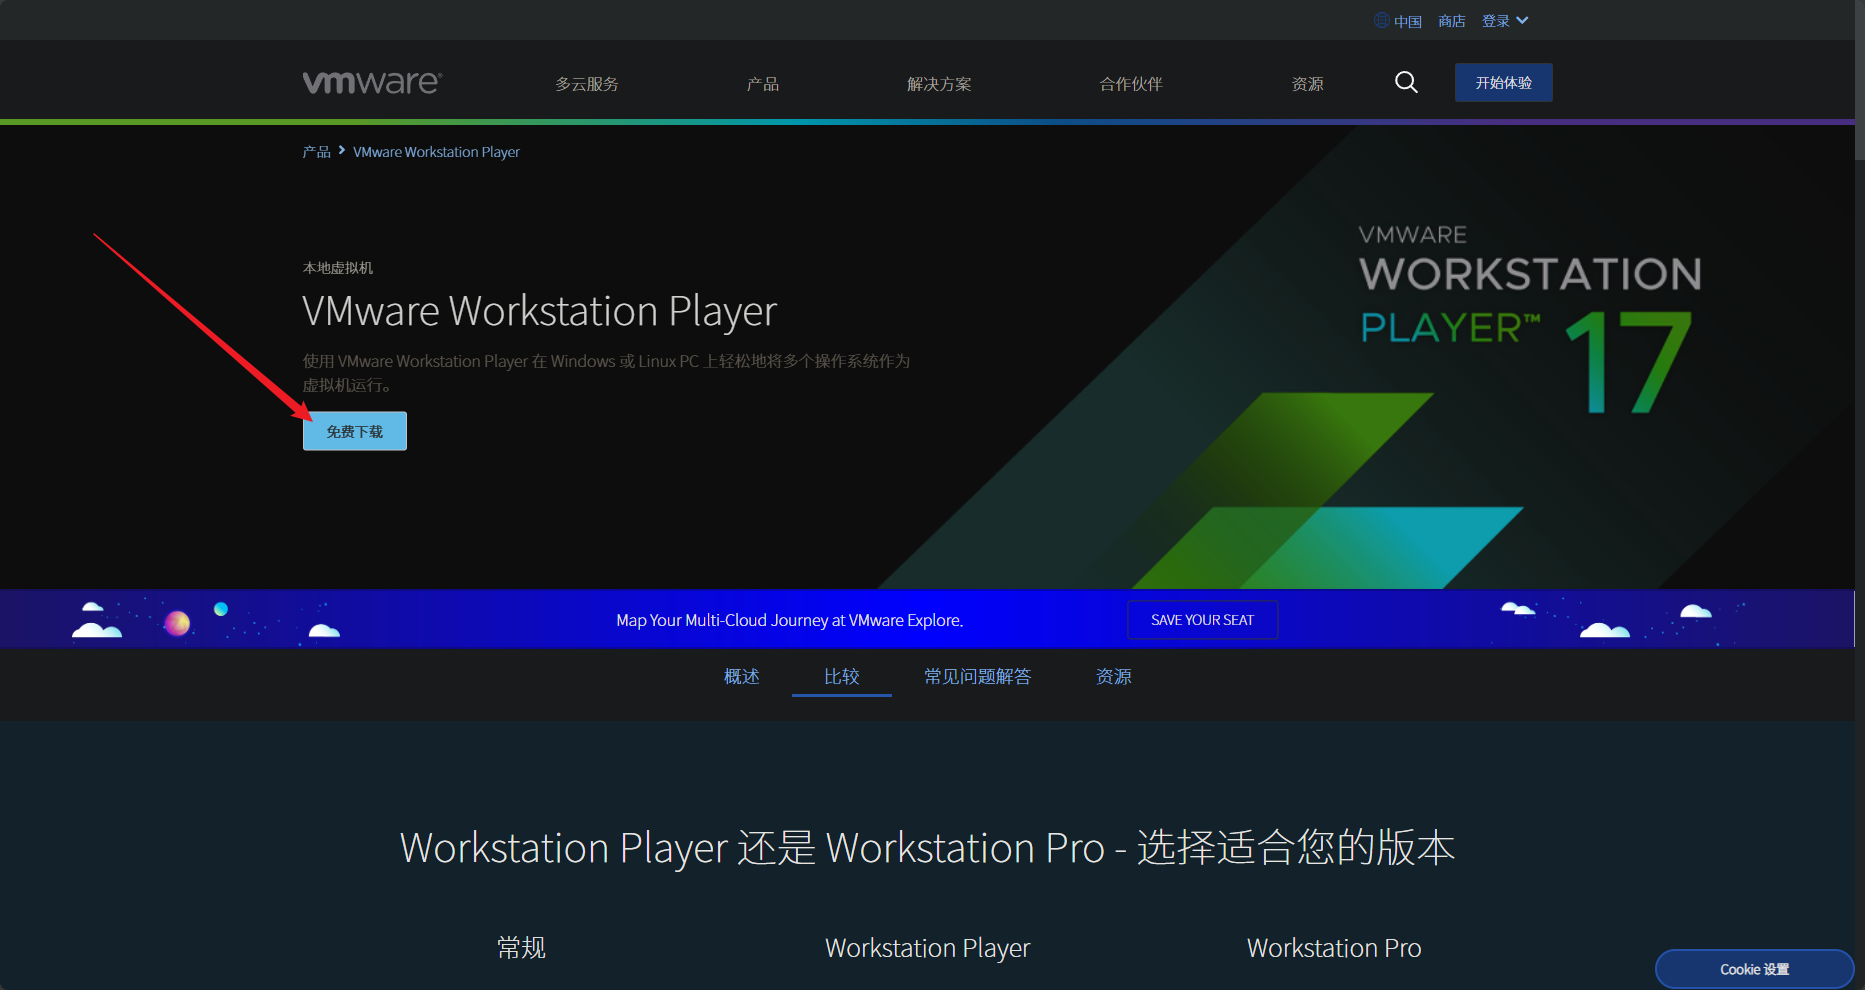 中国 商店 登录
vmware®
多云服务 产品 解决方案 合作伙伴 资源 开始体验
产品 VMware Workstation Player
本地虚拟机
VMware Workstation Player
使用 VMware Workstation Player 在 Windows 或 Linux PC 上轻松地将多个操作系统作为
虚拟机运行。
免费下载
VMWARE
WORKSTATION
PLAYER™ 17
Map Your Multi-Cloud Journey at VMware Explore. SAVE YOUR SEAT
概述 比较 常见问题解答 资源
Workstation Player 还是 Workstation Pro - 选择适合您的版本
常规 Workstation Player Workstation Pro
Cookie 设置